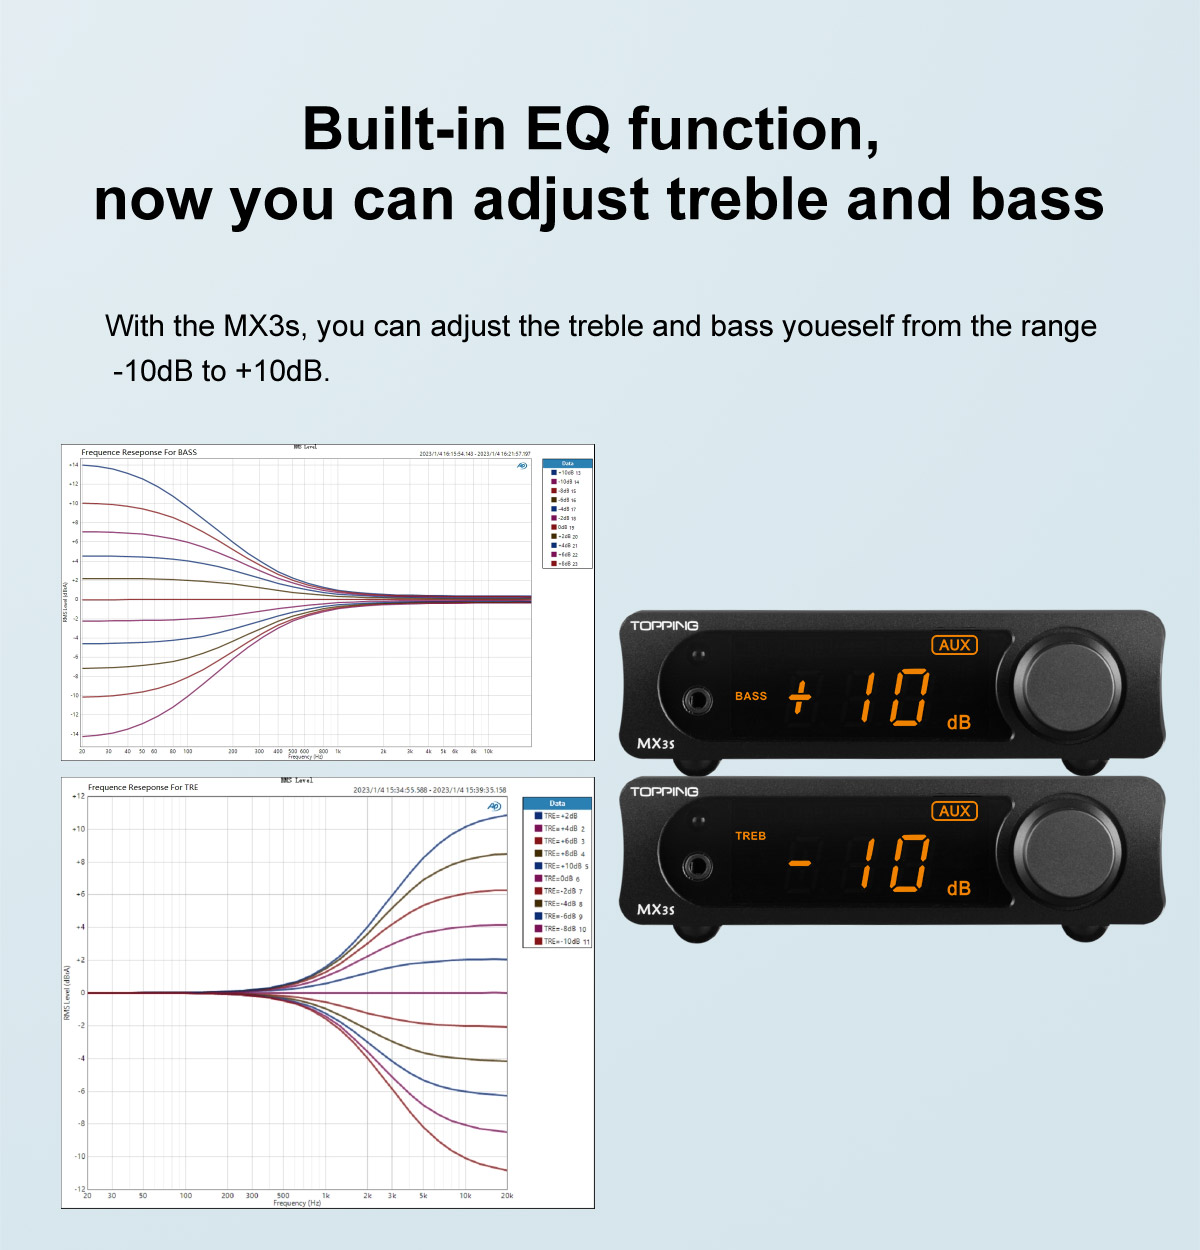 Built-in EQ function,
now you can adjust treble and bass
With the MX3s, you can adjust the treble and bass youeself from the range
-10dB to +10dB.
RMS Level
Frequence Reseponse For BASS
2023/1/4 16:15:54.143 - 2023/1/4 16:21:57.197
+14
+12
+10
+8
+6
+4
+2
0
-2
-4
-6
-8
-10
-12
-14
RMS Level (dBrA)
20 30 40 50 60 80 100 200 300 400 500 600 800 1k 2k 3k 4k 5k 6k 8k 10k
Frequency (Hz)
Data
+10dB 13
-10dB 14
-8dB 15
-6dB 16
-4dB 17
-2dB 18
0dB 19
+2dB 20
+4dB 21
+6dB 22
+8dB 23
RMS Level
Frequence Reseponse For TRE
2023/1/4 15:34:55.588 - 2023/1/4 15:39:35.158
+12
+10
+8
+6
+4
+2
0
-2
-4
-6
-8
-10
-12
RMS Level (dBrA)
20 30 50 100 200 300 500 1k 2k 3k 5k 10k 20k
Frequency (Hz)
Data
TRE=+2dB
TRE=+4dB 2
TRE=+6dB 3
TRE=+8dB 4
TRE=+10dB 5
TRE=0dB 6
TRE=-2dB 7
TRE=-4dB 8
TRE=-6dB 9
TRE=-8dB 10
TRE=-10dB 11
TOPPING
AUX
BASS + 10 dB
MX3s
TOPPING
AUX
TREB - 10 dB
MX3s